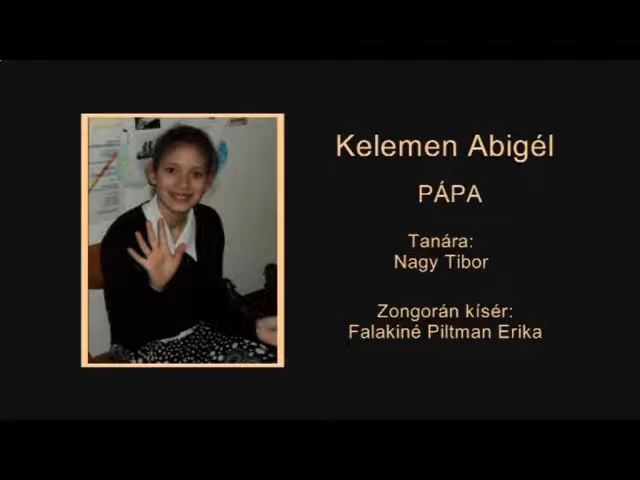 Kelemen Abigél
PÁPA
Tanára:
Nagy Tibor
Zongorán kísér:
Falakiné Piltman Erika